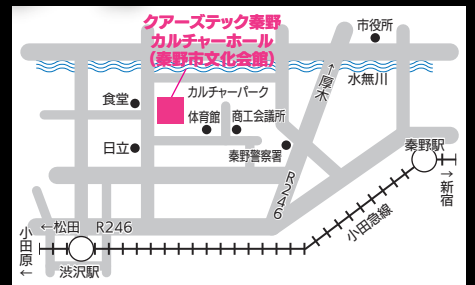 クアーズテック秦野
カルチャーホール
(秦野市文化会館)
市役所
水無川
←厚木
食堂
カルチャーパーク
体育館
商工会議所
日立
秦野警察署
秦野駅
→新宿
R246
小田急線
←松田 R246
小田原←
渋沢駅